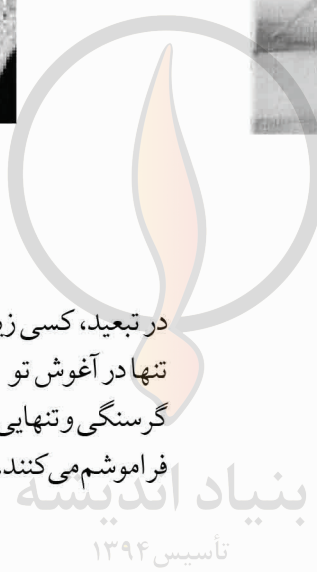 در تبعید، کسی
تنها در آغوش تو
گرسنگی و تنهایی
فراموشم می‌کنند.
بنیاد اندیشه
تأسیس ۱۳۹۴